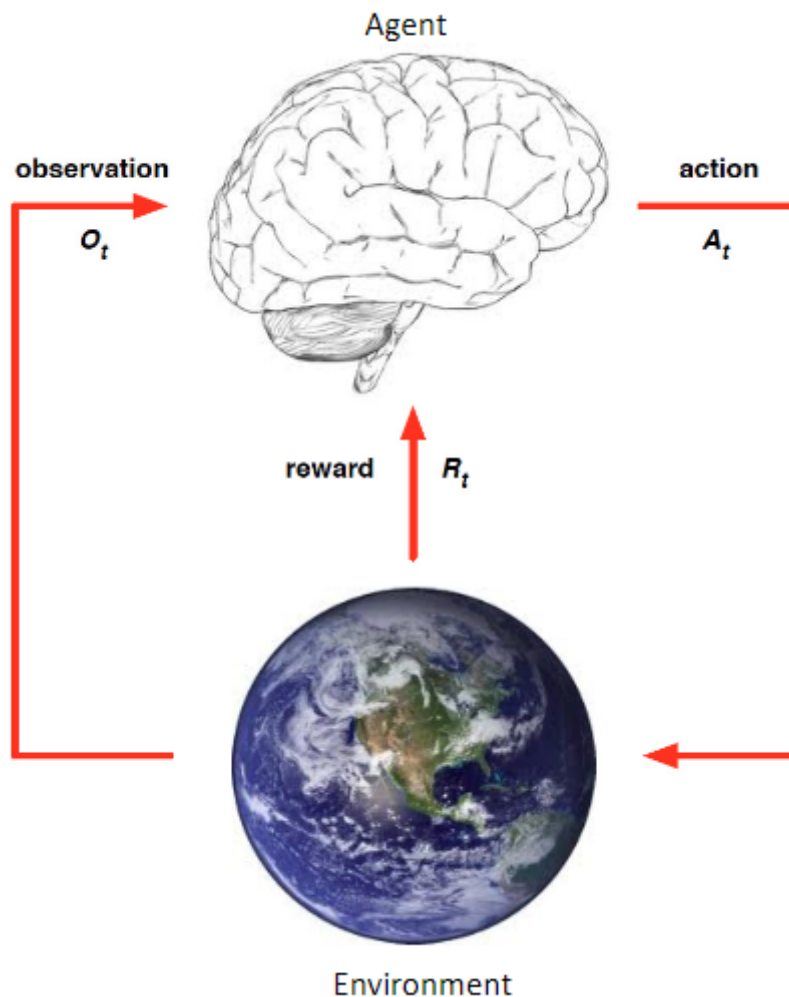 Agent
observation
action
O_t
A_t
reward
R_t
Environment